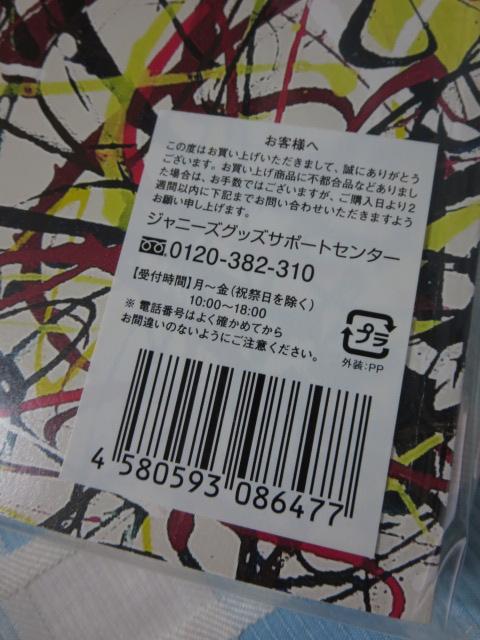 お客様へ
この度はお買い上げいただきまして、誠にありがとう
ございます。お買い上げ商品に不都合品などありまし
た場合は、お手数ではございますが、ご購入日より2
週間以内に下記までお問い合わせいただきますよう
お願い申し上げます。
ジャニーズグッズサポートセンター
0120-382-310
【受付時間】月～金(祝祭日を除く)
10:00～18:00
※ 電話番号はよく確かめてから
お間違いのないようにご注意ください。
プラ
外装:PP
4 580593 086477